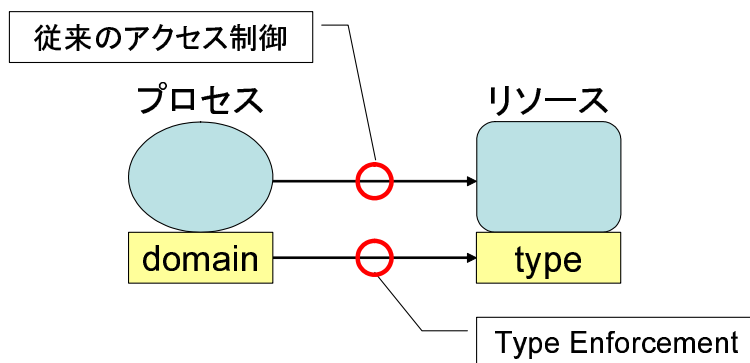 従来のアクセス制御
プロセス
リソース
domain
type
Type Enforcement